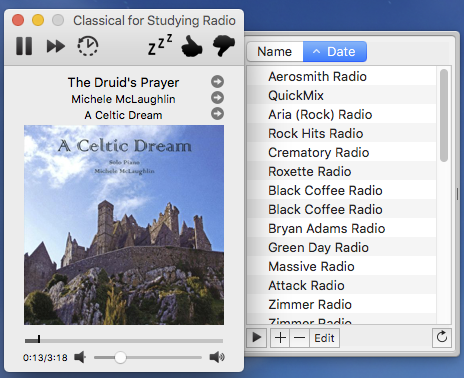 Classical for Studying Radio
zzz
The Druid's Prayer
Michele McLaughlin
A Celtic Dream
A Celtic Dream
Solo Piano
Michele McLaughlin
0:13/3:18
Name
Date
Aerosmith Radio
QuickMix
Aria (Rock) Radio
Rock Hits Radio
Crematory Radio
Roxette Radio
Black Coffee Radio
Black Coffee Radio
Bryan Adams Radio
Green Day Radio
Massive Radio
Attack Radio
Zimmer Radio
Zimmer Radio
Edit